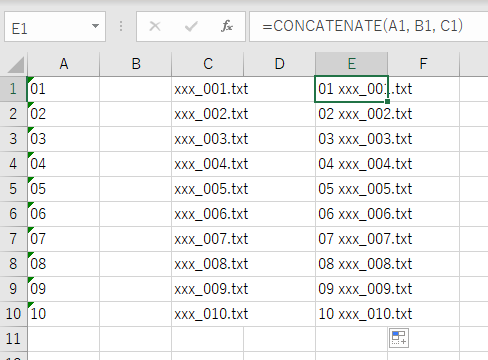 E1 fx =CONCATENATE(A1, B1, C1)
A B C D E F
1 01 xxx_001.txt 01 xxx_001.txt
2 02 xxx_002.txt 02 xxx_002.txt
3 03 xxx_003.txt 03 xxx_003.txt
4 04 xxx_004.txt 04 xxx_004.txt
5 05 xxx_005.txt 05 xxx_005.txt
6 06 xxx_006.txt 06 xxx_006.txt
7 07 xxx_007.txt 07 xxx_007.txt
8 08 xxx_008.txt 08 xxx_008.txt
9 09 xxx_009.txt 09 xxx_009.txt
10 10 xxx_010.txt 10 xxx_010.txt
11